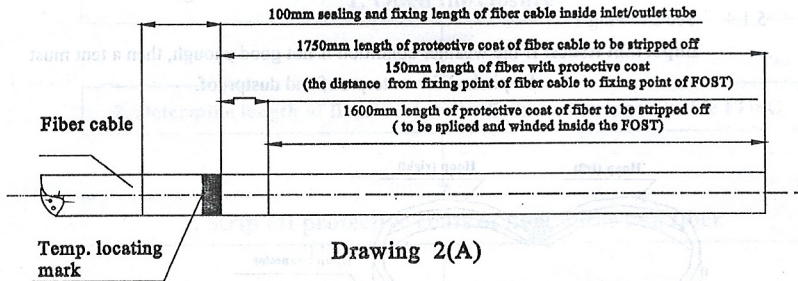 100mm sealing and fixing length of fiber cable inside inlet/outlet tube
1750mm length of protective coat of fiber cable to be stripped off
150mm length of fiber with protective coat
(the distance from fixing point of fiber cable to fixing point of FOST)
1600mm length of protective coat of fiber to be stripped off
( to be spliced and winded inside the FOST)
Fiber cable
Temp. locating
mark
Drawing 2(A)